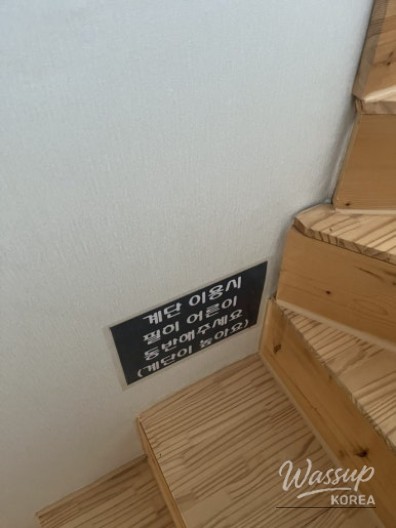 계단 이용시
필이 어른이
동반해주세요
(계단이 높아요)
Wassup
KOREA